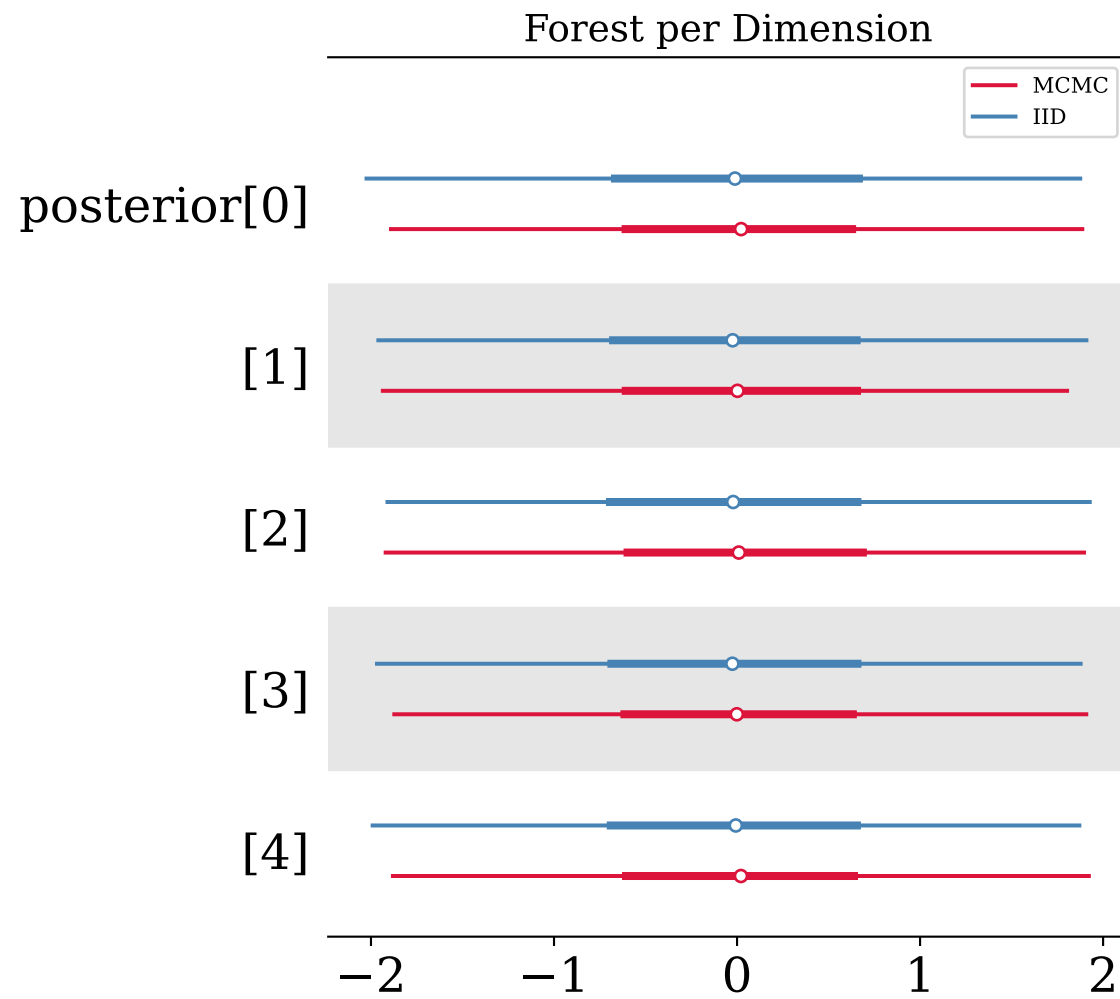 Forest per Dimension
MCMC
IID
posterior[0]
[1]
[2]
[3]
[4]
−2 −1 0 1 2